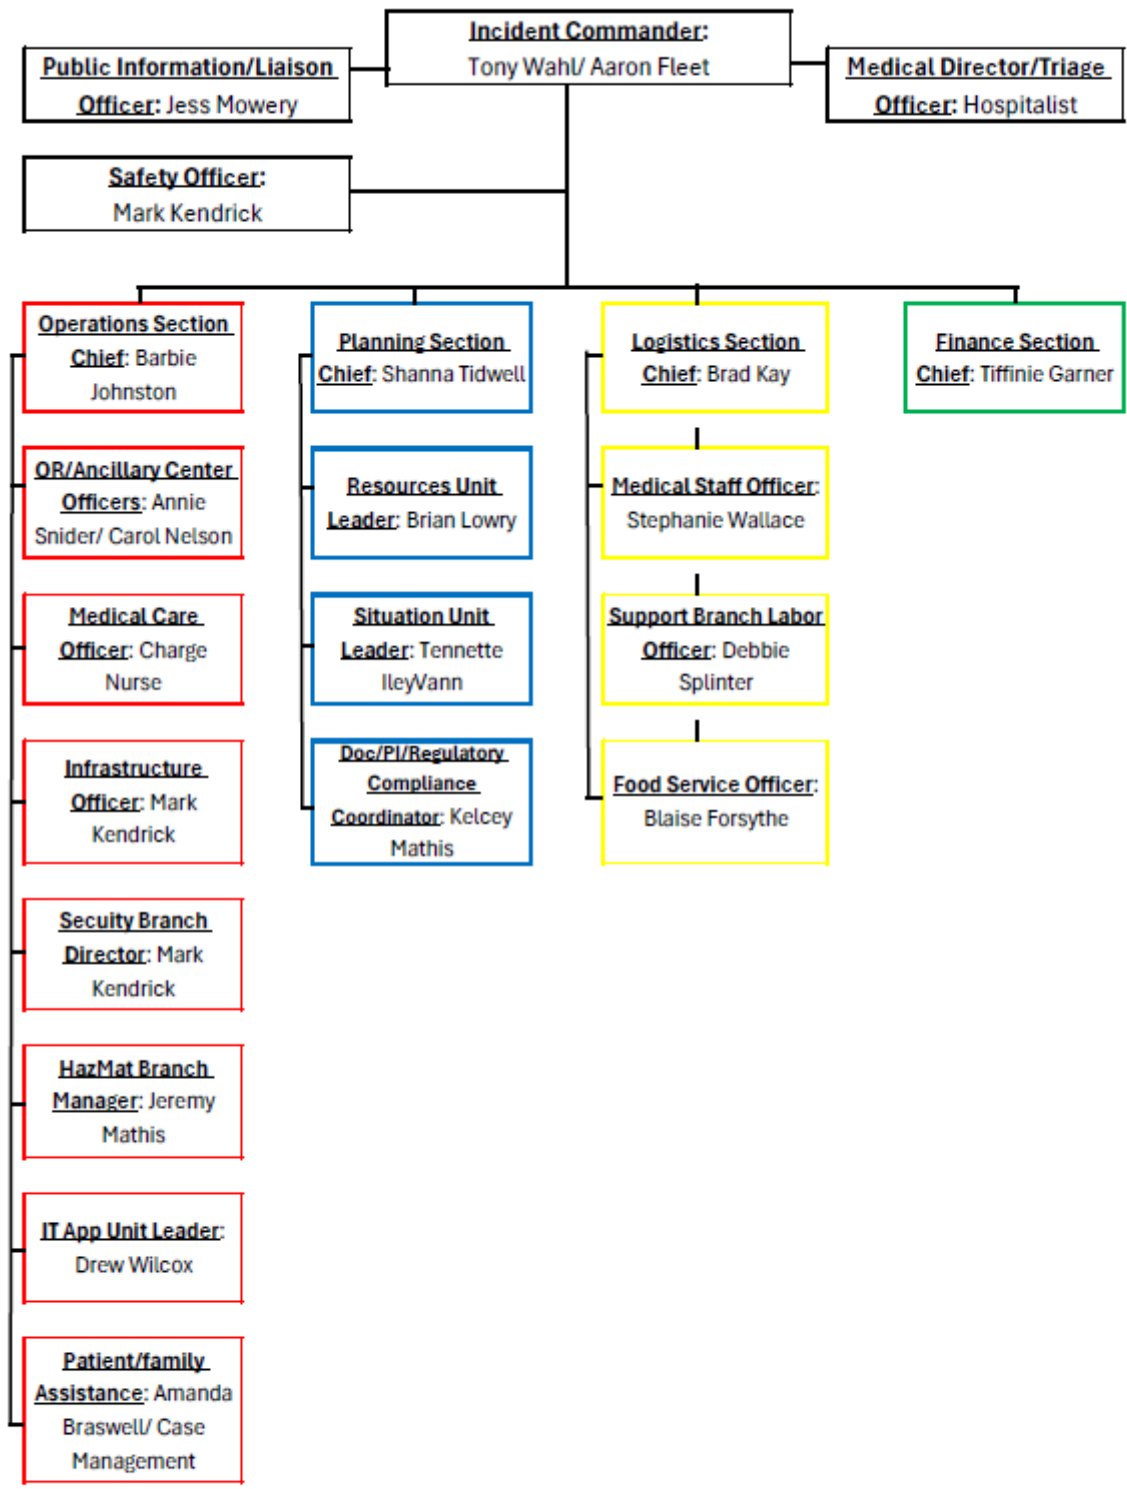 Incident Commander:
Tony Wahl/ Aaron Fleet
Public Information/Liaison
Officer: Jess Mowery
Medical Director/Triage
Officer: Hospitalist
Safety Officer:
Mark Kendrick
Operations Section
Chief: Barbie
Johnston
OR/Ancillary Center
Officers: Annie
Snider/ Carol Nelson
Medical Care
Officer: Charge
Nurse
Infrastructure
Officer: Mark
Kendrick
Secuity Branch
Director: Mark
Kendrick
HazMat Branch
Manager: Jeremy
Mathis
IT App Unit Leader:
Drew Wilcox
Patient/family
Assistance: Amanda
Braswell/ Case
Management
Planning Section
Chief: Shanna Tidwell
Resources Unit
Leader: Brian Lowry
Situation Unit
Leader: Tennette
IleyVann
Doc/PI/Regulatory
Compliance
Coordinator: Kelcey
Mathis
Logistics Section
Chief: Brad Kay
Medical Staff Officer:
Stephanie Wallace
Support Branch Labor
Officer: Debbie
Splinter
Food Service Officer:
Blaise Forsythe
Finance Section
Chief: Tiffinie Garner